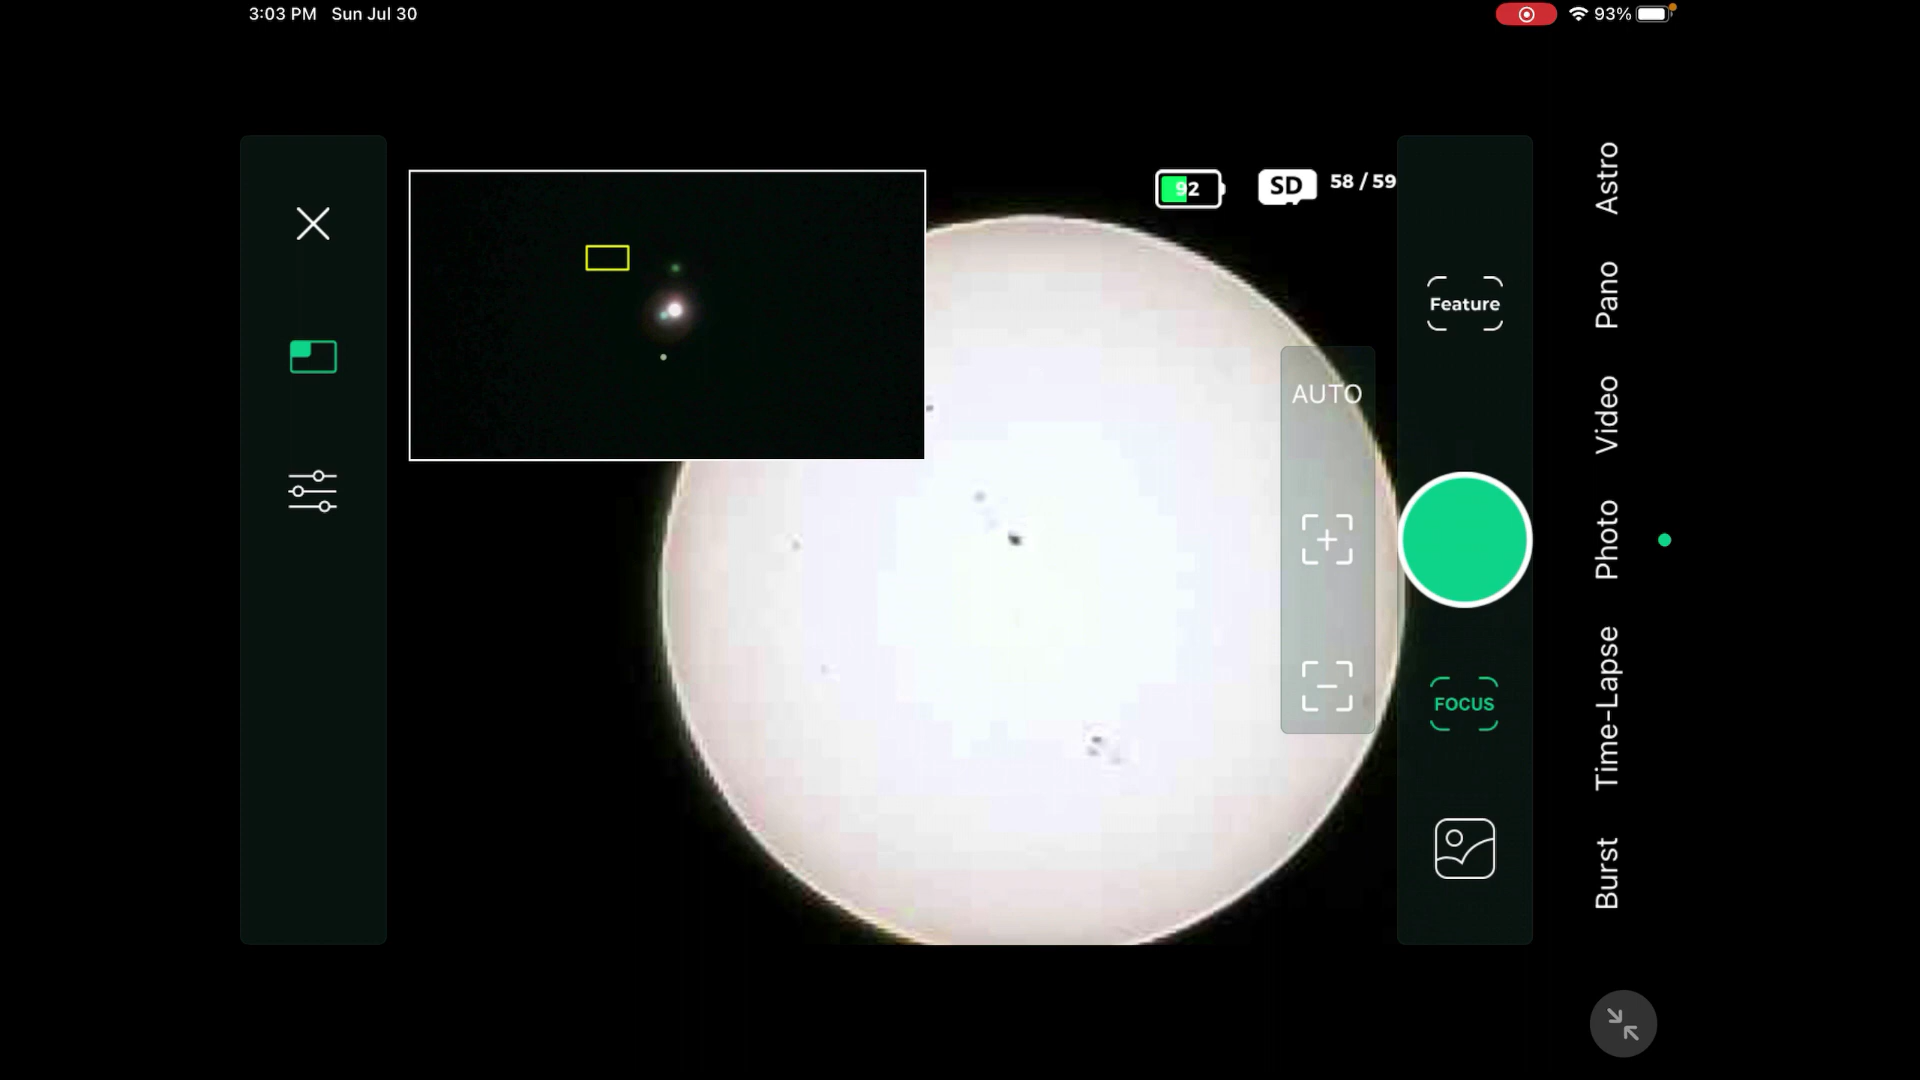 3:03 PM Sun Jul 30
93%
92
SD
58 / 59
AUTO
Feature
FOCUS
Astro
Pano
Video
Photo
Time-Lapse
Burst